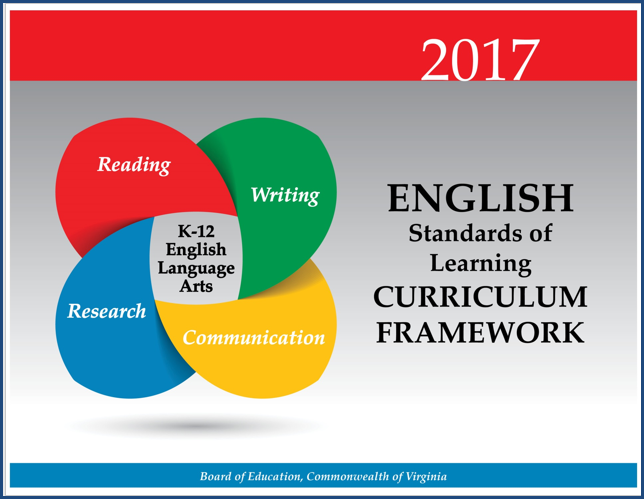 2017
Reading
Writing
K-12
English
Language
Arts
Research
Communication
ENGLISH
Standards of
Learning
CURRICULUM
FRAMEWORK
Board of Education, Commonwealth of Virginia